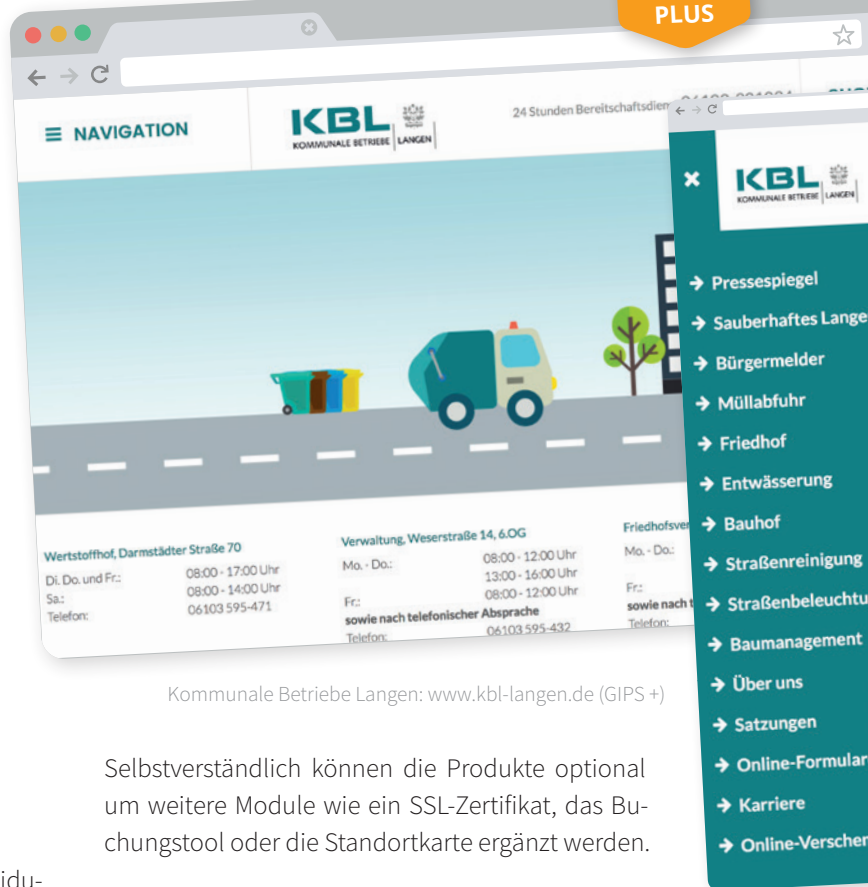 PLUS
NAVIGATION
KBL
KOMMUNALE BETRIEBE LANGEN
24 Stunden
Wertstoffhof, Darmstädter Straße 70
Di. Do. und Fr.: 08:00 - 17:00 Uhr
Sa.: 08:00 - 14:00 Uhr
Telefon: 06103 595-471
Verwaltung, Weserstraße 14, 6.OG
Mo. - Do.: 08:00 - 12:00 Uhr
13:00 - 16:00 Uhr
Fr.: 08:00 - 12:00 Uhr
sowie nach telefonischer Absprache
Telefon: 06103 595-432
Mo. - Do.:
Fr.:
sowie nach
Telefon:
KBL
KOMMUNALE BETRIEBE LANGEN
Pressespiegel
Sauberhaftes Lange
Bürgermelder
Müllabfuhr
Friedhof
Entwässerung
Bauhof
Straßenreinigung
Straßenbeleuchtu
Baumanagement
Über uns
Satzungen
Online-Formular
Karriere
Online-Verschen
Kommunale Betriebe Langen: www.kbl-langen.de (GIPS +)
Selbstverständlich können die Produkte optional
um weitere Module wie ein SSL-Zertifikat, das Bu-
chungstool oder die Standortkarte ergänzt werden.
idu-